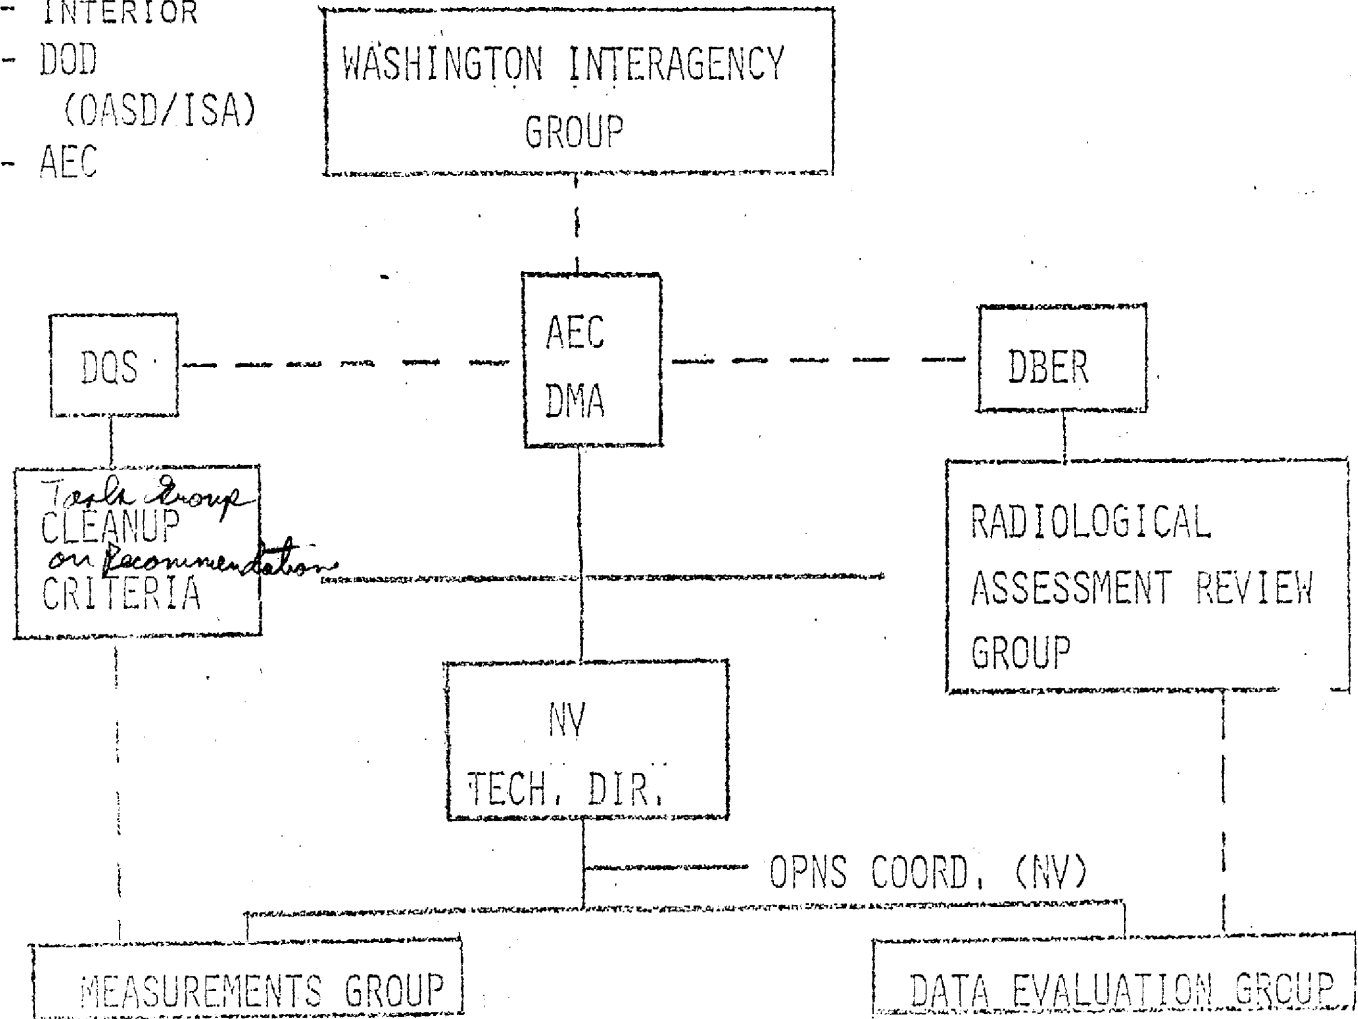 - INTERIOR
- DOD
(OASD/ISA)
- AEC
WASHINGTON INTERAGENCY
GROUP
DOS
AEC
DMA
DBER
Task Group
CLEANUP
on Recommendation
CRITERIA
RADIOLOGICAL
ASSESSMENT REVIEW
GROUP
NV
TECH. DIR.
OPNS COORD. (NV)
MEASUREMENTS GROUP
DATA EVALUATION GROUP